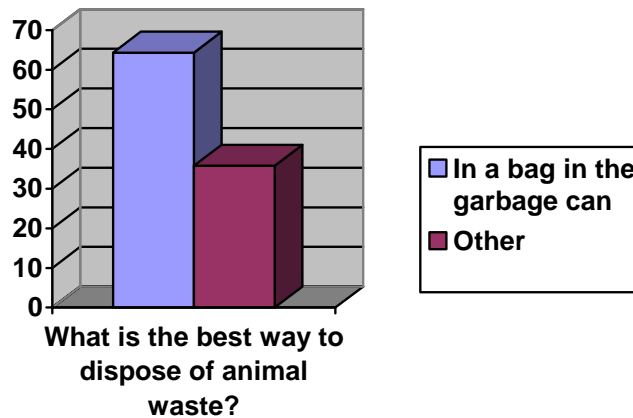 70
60
50
40
30
20
10
0
What is the best way to
dispose of animal
waste?
In a bag in the
garbage can
Other